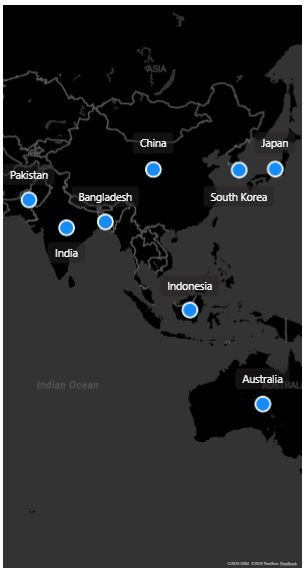 ASIA
China
Japan
Pakistan
Bangladesh
South Korea
India
Indonesia
Australia
Indian Ocean